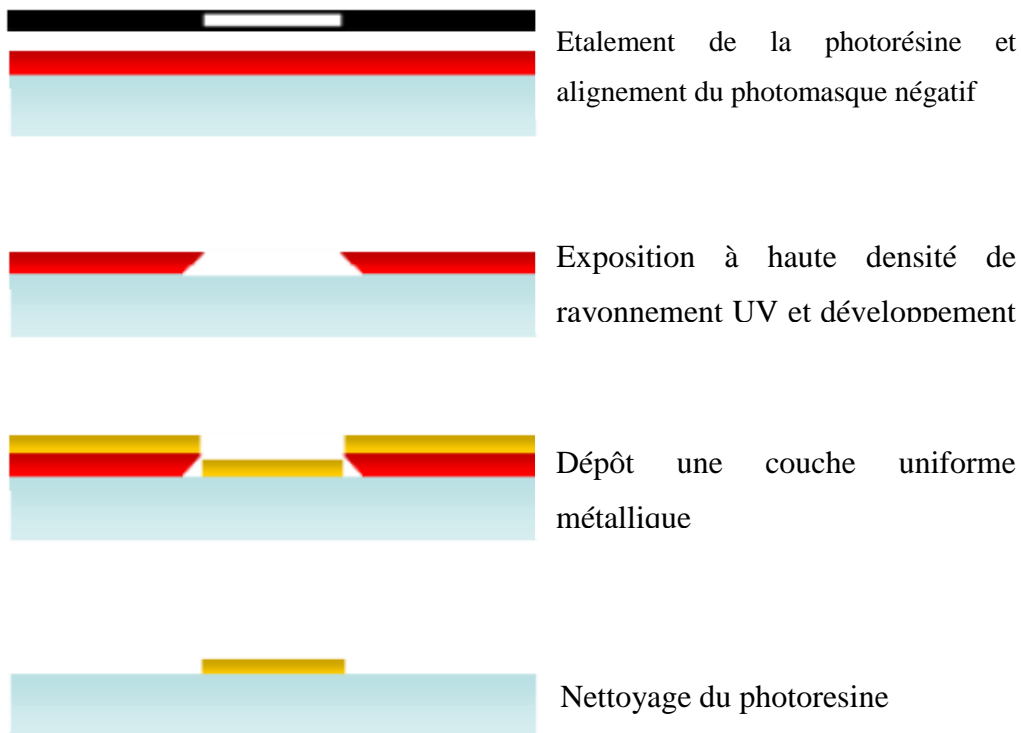 Etalement de la photorésine et
alignement du photomasque négatif
Exposition à haute densité de
rayonnement UV et développement
Dépôt une couche uniforme
métallique
Nettoyage du photoresine